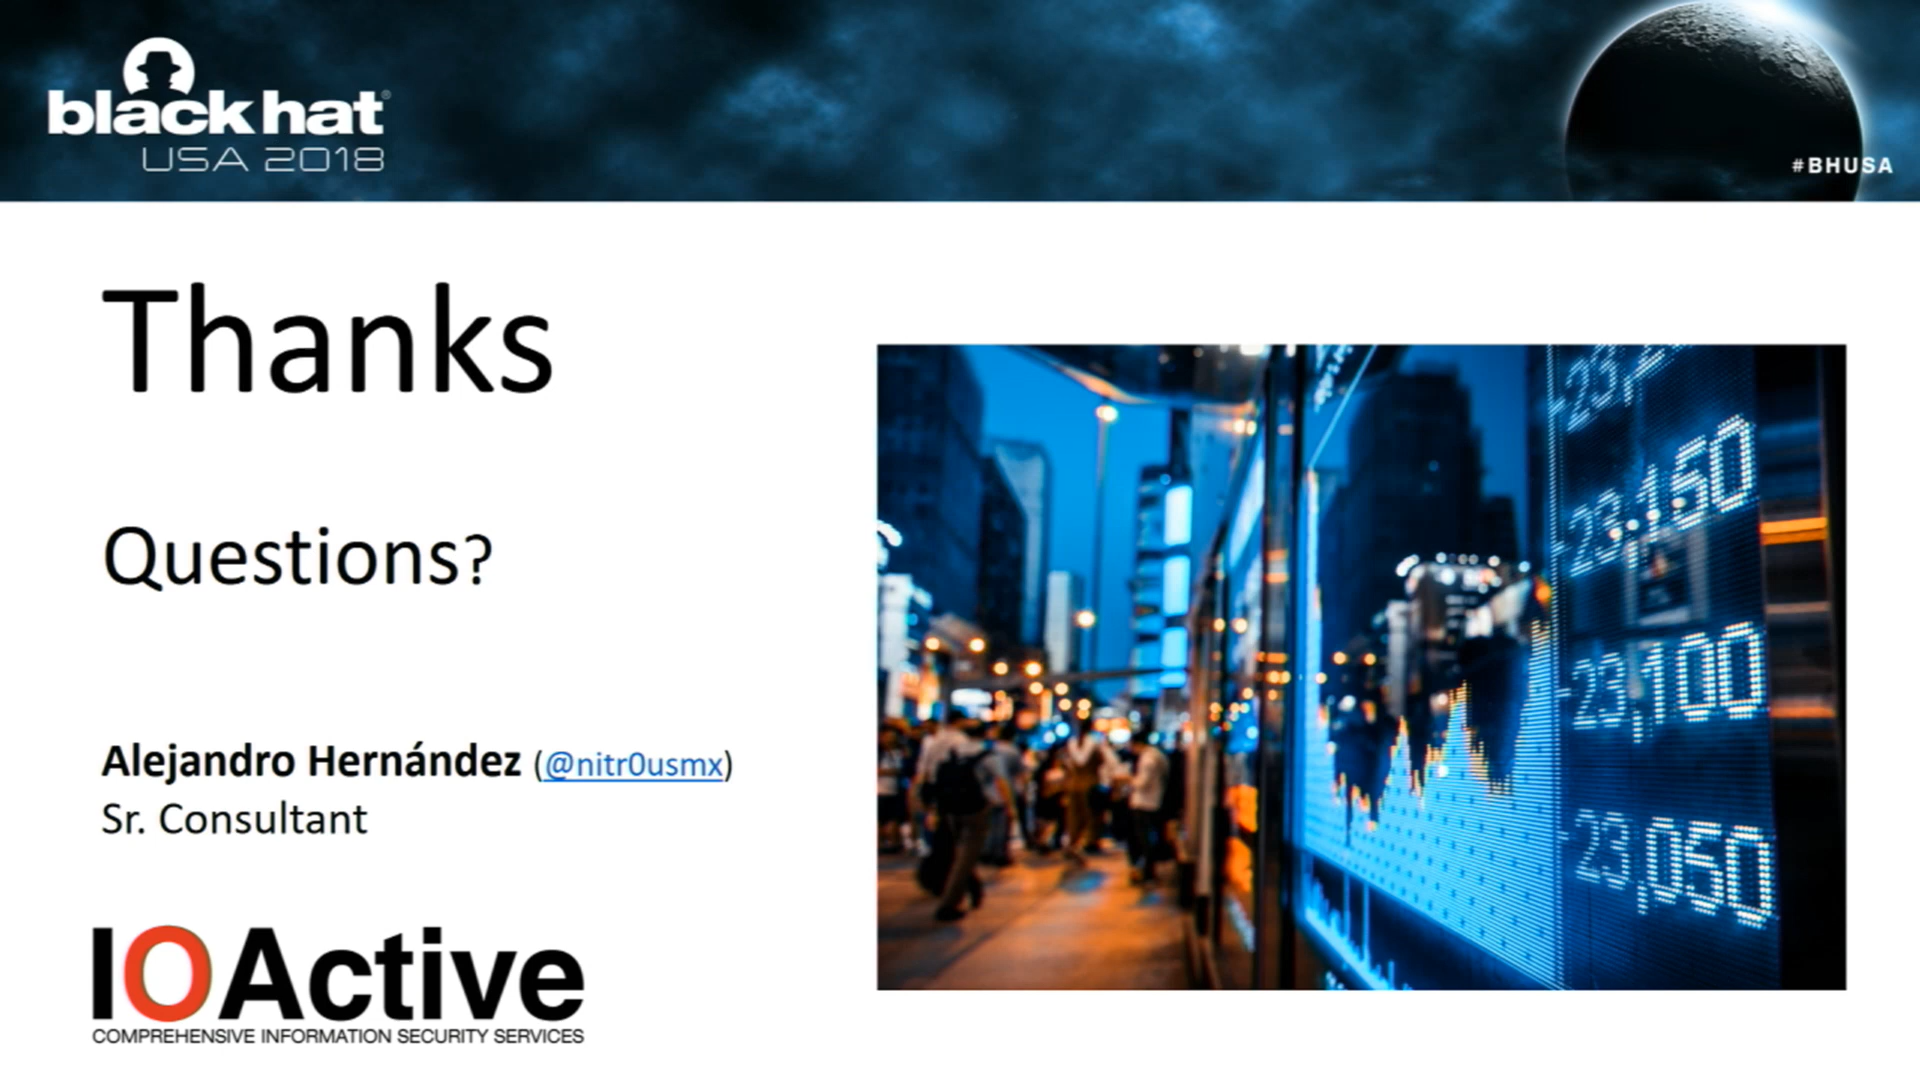 black hat®
USA 2018
#BHUSA
Thanks
Questions?
Alejandro Hernández (@nitr0usmx)
Sr. Consultant
IOActive
COMPREHENSIVE INFORMATION SECURITY SERVICES
23,150
23,100
23,050